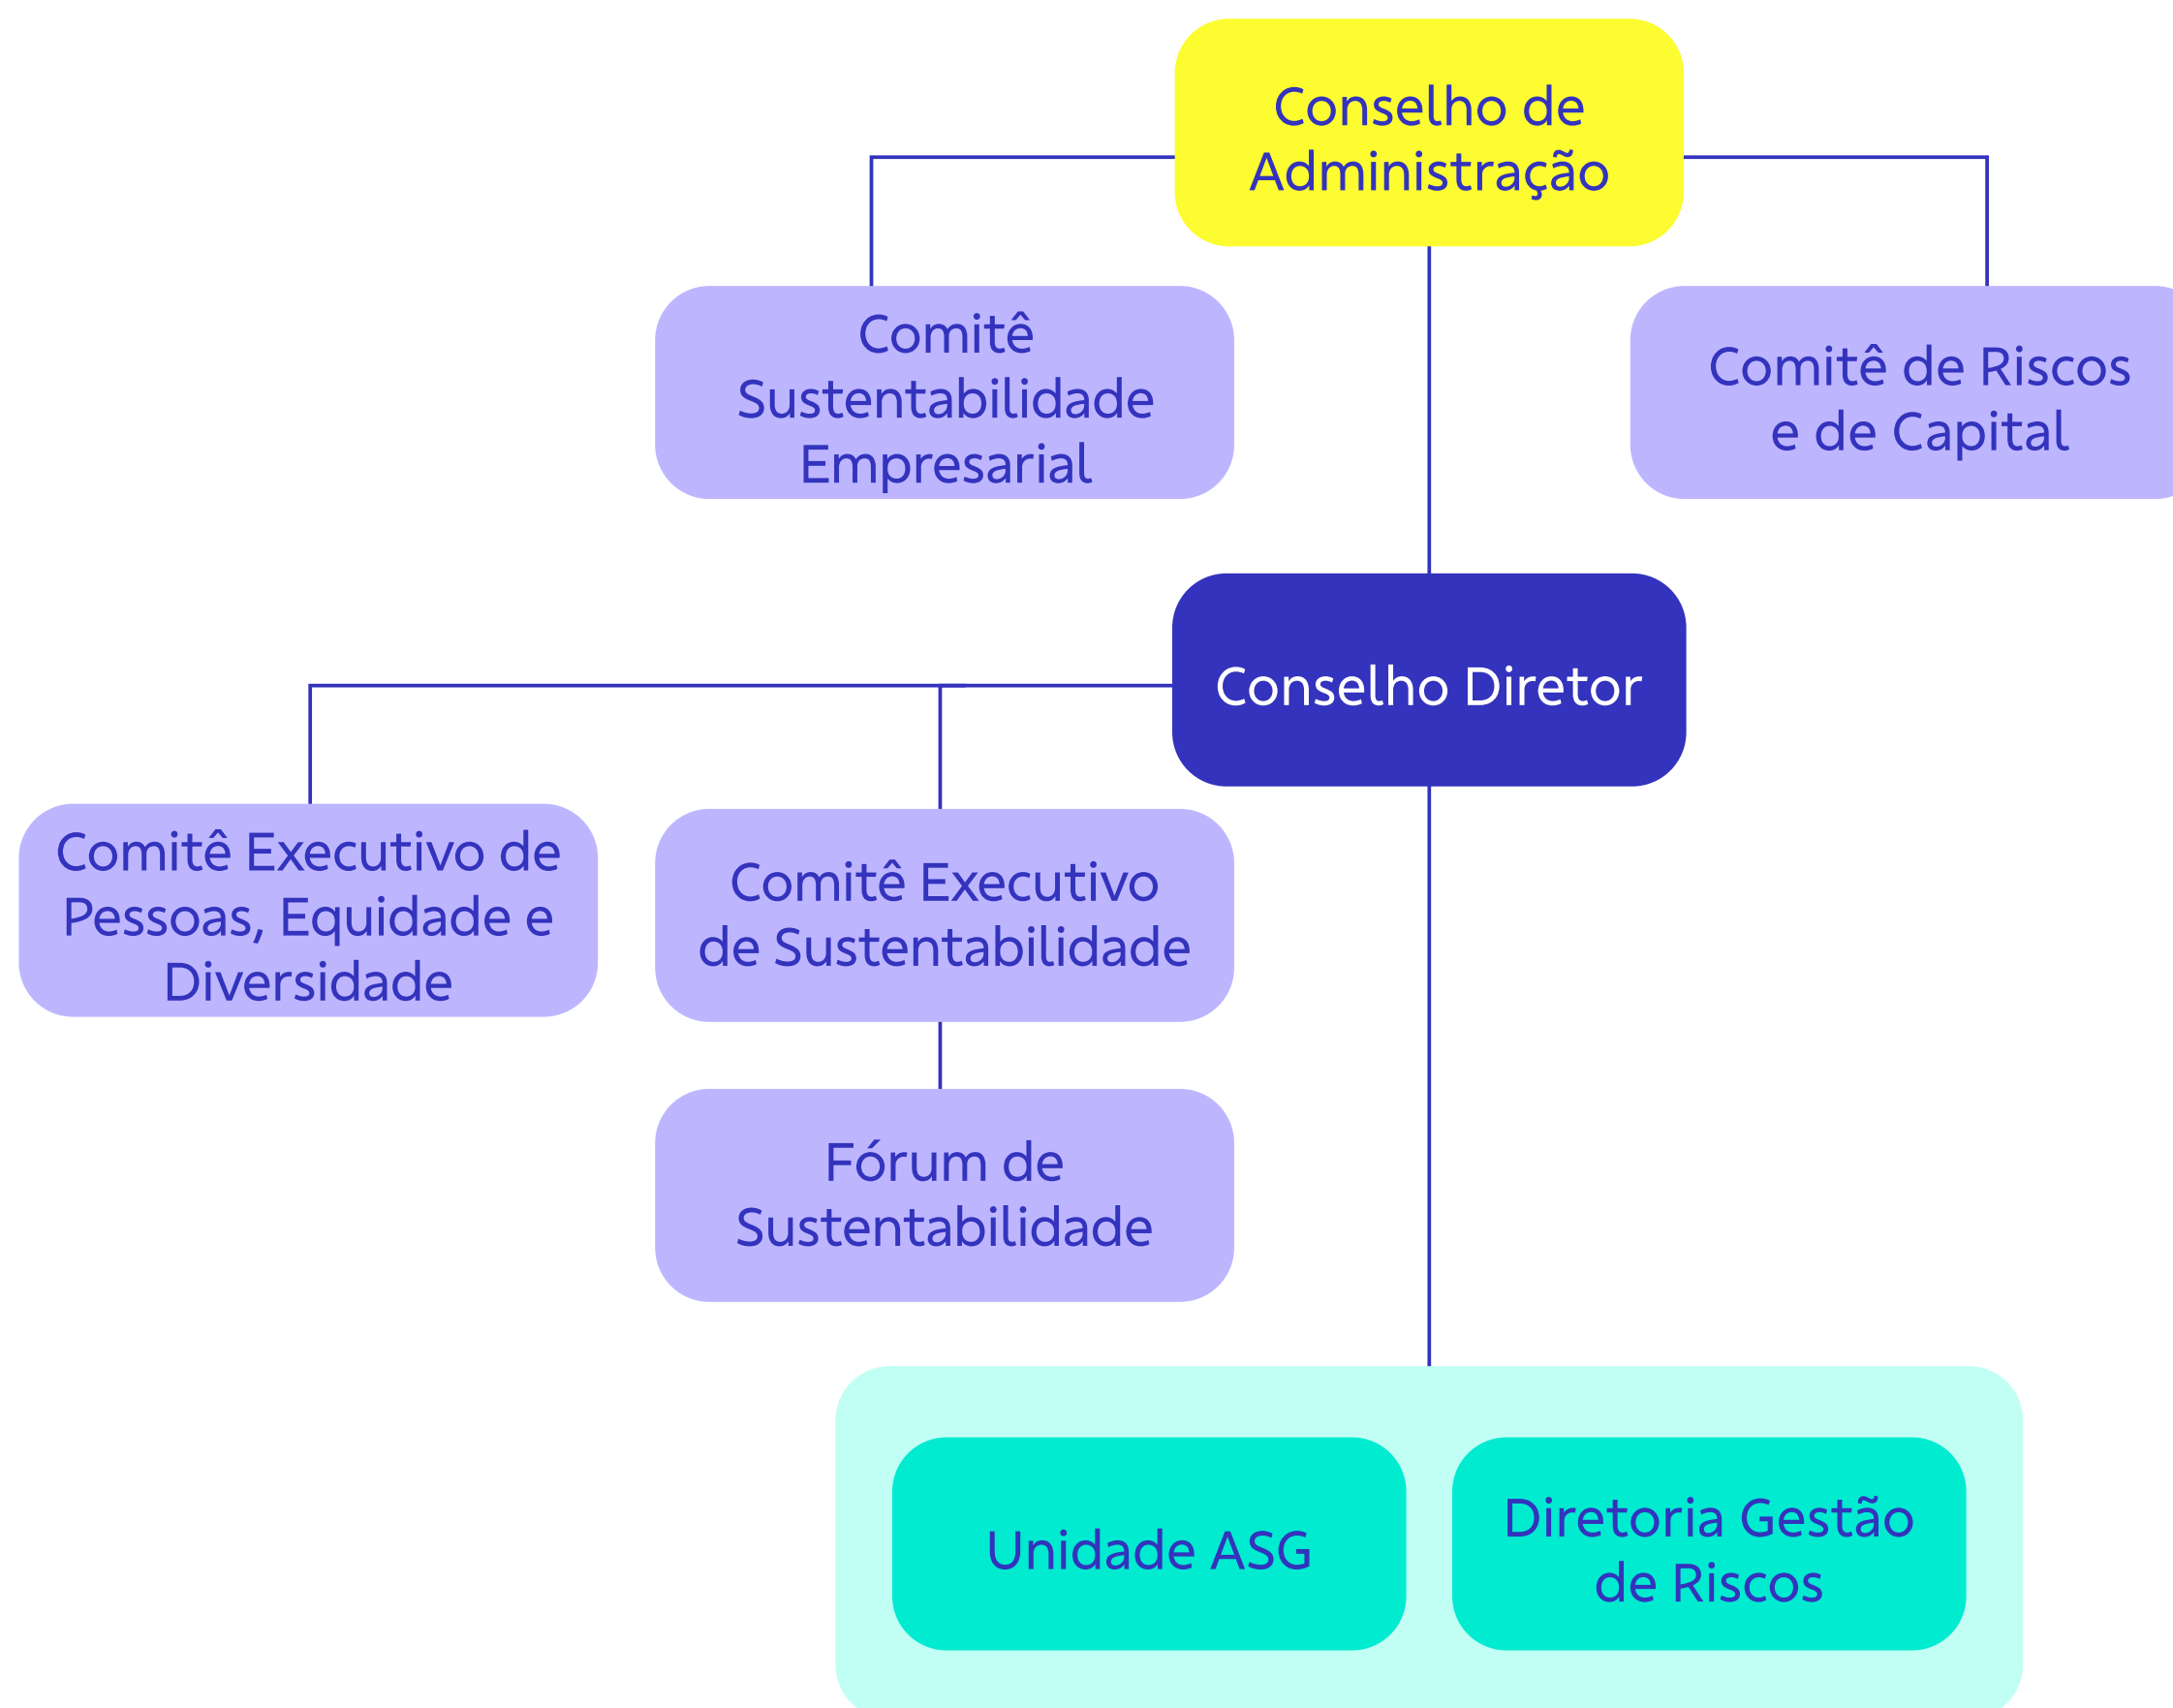 Conselho de
Administração
Comitê
Sustentabilidade
Empresarial
Comitê de Riscos
e de Capital
Conselho Diretor
Comitê Executivo de
Pessoas, Equidade e
Diversidade
Comitê Executivo
de Sustentabilidade
Fórum de
Sustentabilidade
Unidade ASG
Diretoria Gestão
de Riscos